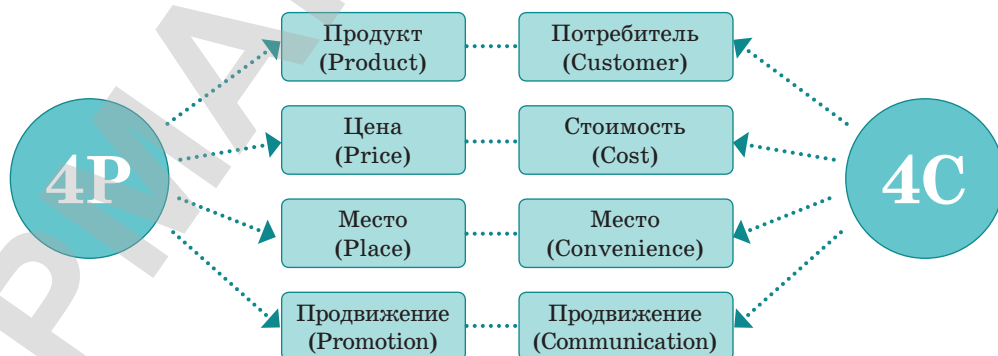 4P
Продукт
(Product)
Потребитель
(Customer)
Цена
(Price)
Стоимость
(Cost)
Место
(Place)
Место
(Convenience)
Продвижение
(Promotion)
Продвижение
(Communication)
4C